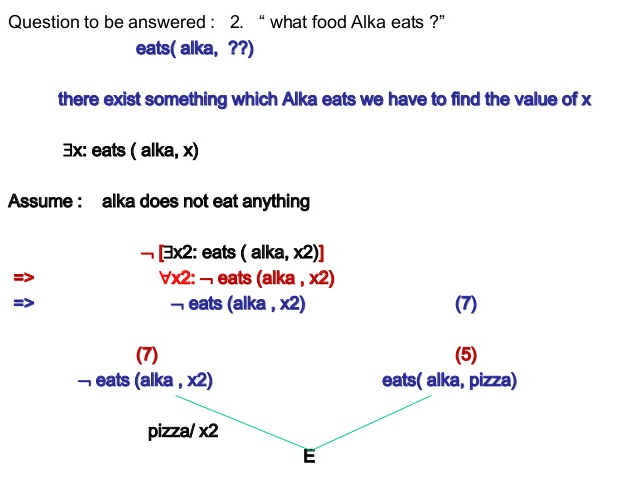 Question to be answered : 2. “ what food Alka eats ?”
eats( alka, ??)
there exist something which Alka eats we have to find the value of x
∃x: eats ( alka, x)
Assume : alka does not eat anything
¬ [∃x2: eats ( alka, x2)]
=> ∀x2: ¬ eats (alka , x2)
=> ¬ eats (alka , x2) (7)
(7) (5)
¬ eats (alka , x2) eats( alka, pizza)
pizza/ x2
E